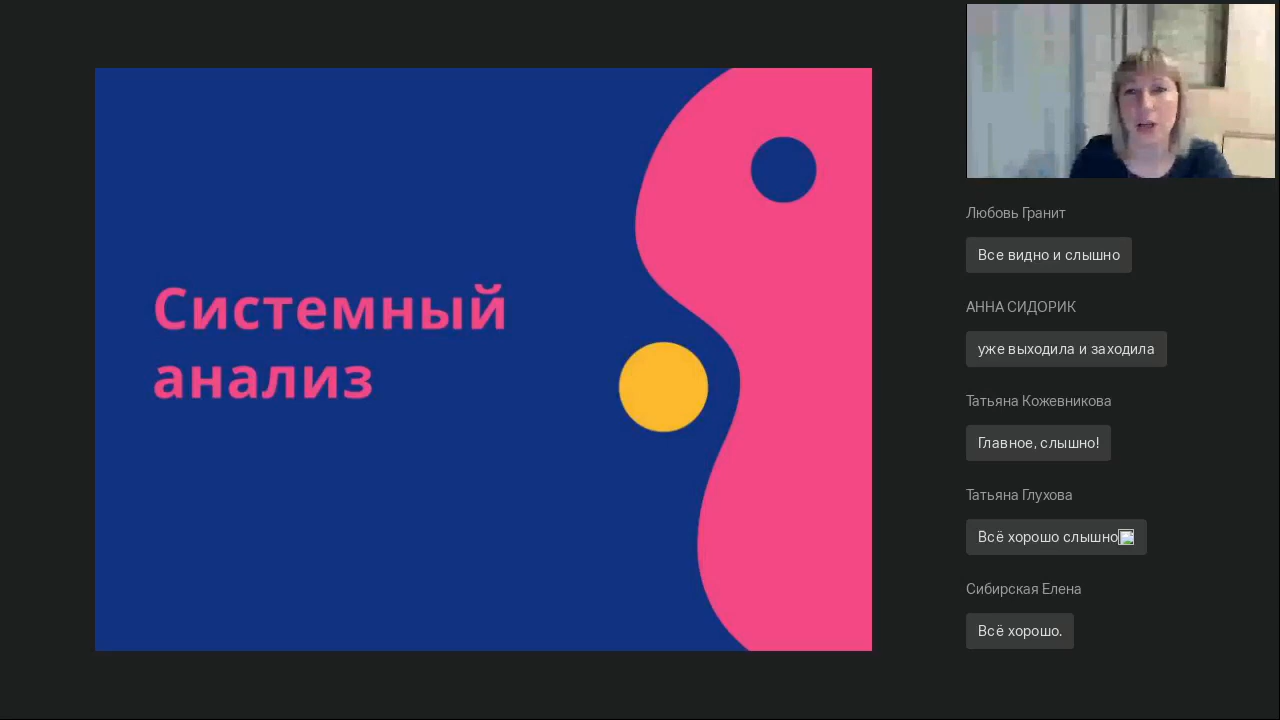 Системный
анализ
Любовь Гранит
Все видно и слышно
АННА СИДОРИК
уже выходила и заходила
Татьяна Кожевникова
Главное, слышно!
Татьяна Глухова
Всё хорошо слышно
Сибирская Елена
Всё хорошо.